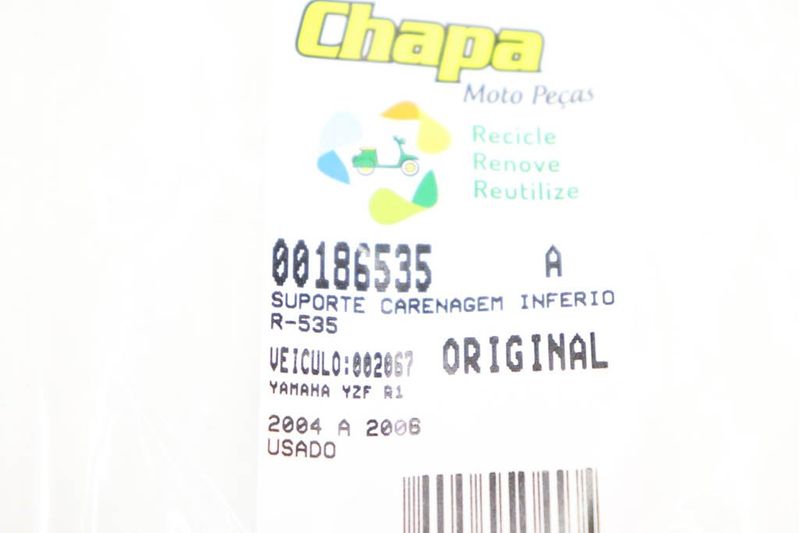 Chapa
Moto Peças
Recicle
Renove
Reutilize
00186535 A
SUPORTE CARENAGEM INFERIO
R-535
VEICULO:002067 ORIGINAL
YAMAHA YZF R1
2004 A 2006
USADO